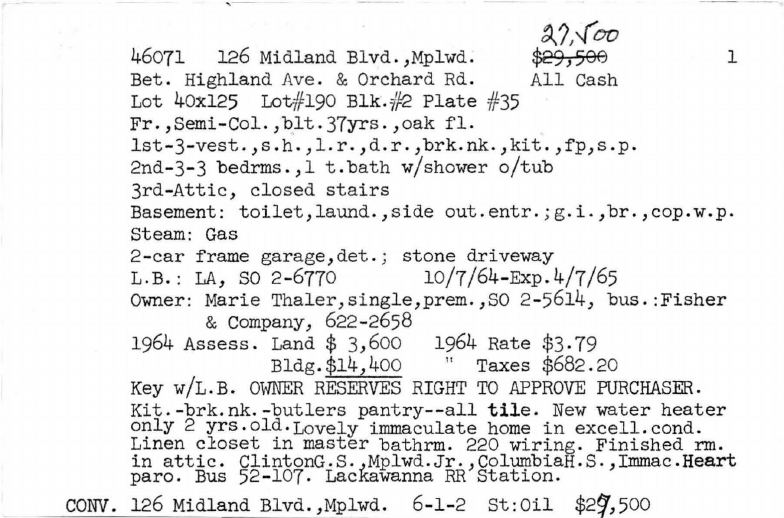 27,500
46071 126 Midland Blvd.,Mplwd. $29,500 1
Bet. Highland Ave. & Orchard Rd. All Cash
Lot 40x125 Lot#190 Blk.#2 Plate #35
Fr.,Semi-Col.,blt.37yrs.,oak fl.
1st-3-vest.,s.h.,l.r.,d.r.,brk.nk.,kit.,fp,s.p.
2nd-3-3 bedrms.,1 t.bath w/shower o/tub
3rd-Attic, closed stairs
Basement: toilet,laund.,side out.entr.;g.i.,br.,cop.w.p.
Steam: Gas
2-car frame garage,det.; stone driveway
L.B.: LA, SO 2-6770 10/7/64-Exp.4/7/65
Owner: Marie Thaler,single,prem.,SO 2-5614, bus.:Fisher
& Company, 622-2658
1964 Assess. Land $ 3,600 1964 Rate $3.79
Bldg.$14,400 " Taxes $682.20
Key w/L.B. OWNER RESERVES RIGHT TO APPROVE PURCHASER.
Kit.-brk.nk.-butlers pantry--all tile. New water heater
only 2 yrs.old.Lovely immaculate home in excell.cond.
Linen closet in master bathrm. 220 wiring. Finished rm.
in attic. ClintonG.S.,Mplwd.Jr.,ColumbiaH.S.,Immac.Heart
paro. Bus 52-107. Lackawanna RR Station.
CONV. 126 Midland Blvd.,Mplwd. 6-1-2 St:Oil $27,500